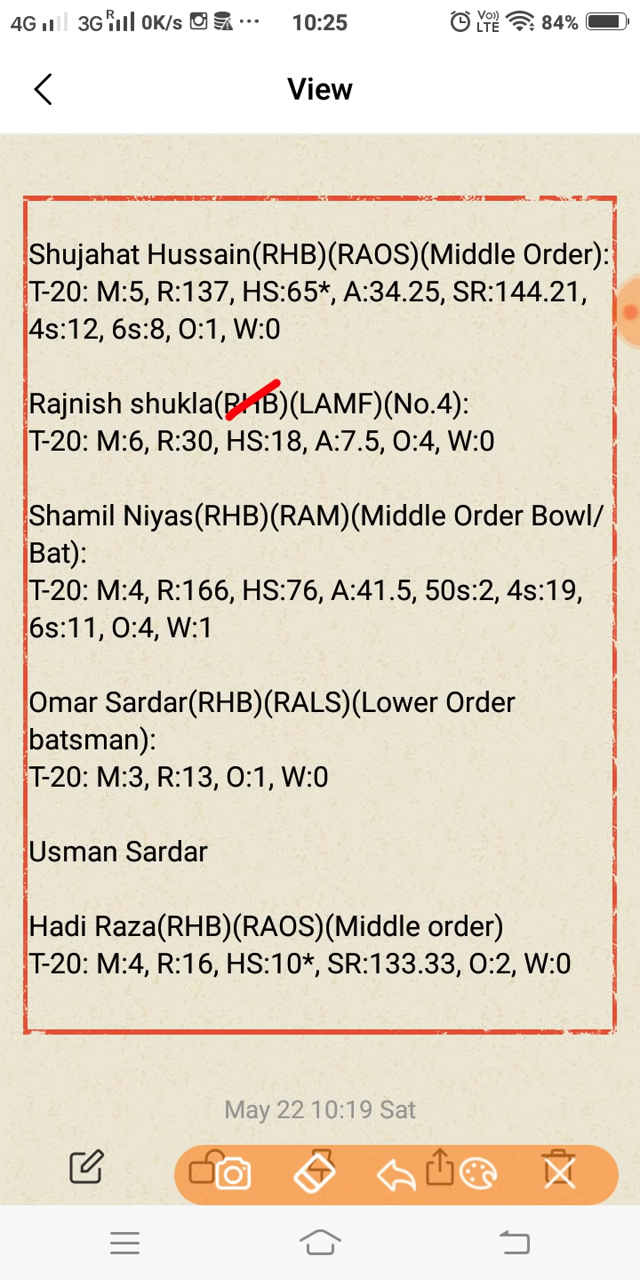 4G 3G R 0K/s ... 10:25 Vo)) LTE 84%
View
Shujahat Hussain(RHB)(RAOS)(Middle Order):
T-20: M:5, R:137, HS:65*, A:34.25, SR:144.21,
4s:12, 6s:8, O:1, W:0
Rajnish shukla(RHB)(LAMF)(No.4):
T-20: M:6, R:30, HS:18, A:7.5, O:4, W:0
Shamil Niyas(RHB)(RAM)(Middle Order Bowl/
Bat):
T-20: M:4, R:166, HS:76, A:41.5, 50s:2, 4s:19,
6s:11, O:4, W:1
Omar Sardar(RHB)(RALS)(Lower Order
batsman):
T-20: M:3, R:13, O:1, W:0
Usman Sardar
Hadi Raza(RHB)(RAOS)(Middle order)
T-20: M:4, R:16, HS:10*, SR:133.33, O:2, W:0
May 22 10:19 Sat